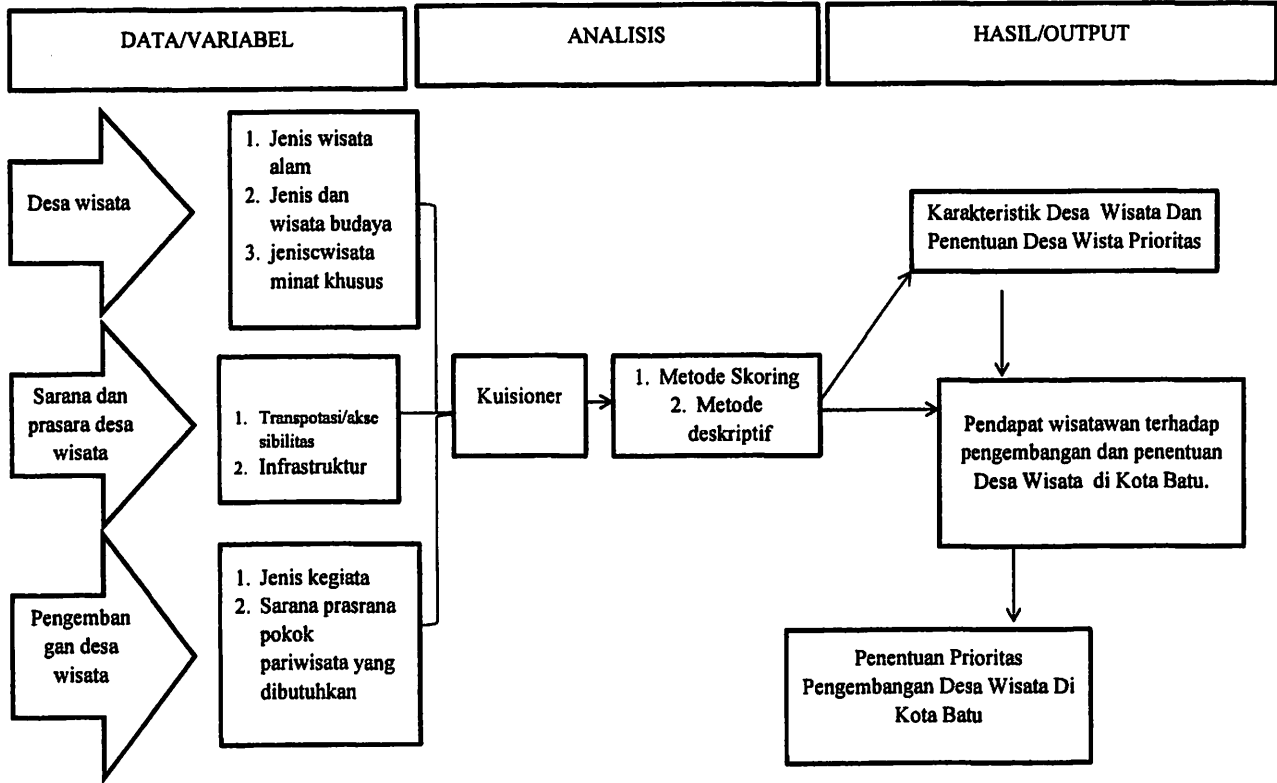 DATA/VARIABEL
ANALISIS
HASIL/OUTPUT
Desa wisata
1. Jenis wisata
alam
2. Jenis dan
wisata budaya
3. jeniscwisata
minat khusus
Sarana dan
prasara desa
wisata
1. Transpotasi/akse
sibilitas
2. Infrastruktur
Pengemban
gan desa
wisata
1. Jenis kegiata
2. Sarana prasrana
pokok
pariwisata yang
dibutuhkan
Kuisioner
1. Metode Skoring
2. Metode
deskriptif
Karakteristik Desa Wisata Dan
Penentuan Desa Wista Prioritas
Pendapat wisatawan terhadap
pengembangan dan penentuan
Desa Wisata di Kota Batu.
Penentuan Prioritas
Pengembangan Desa Wisata Di
Kota Batu